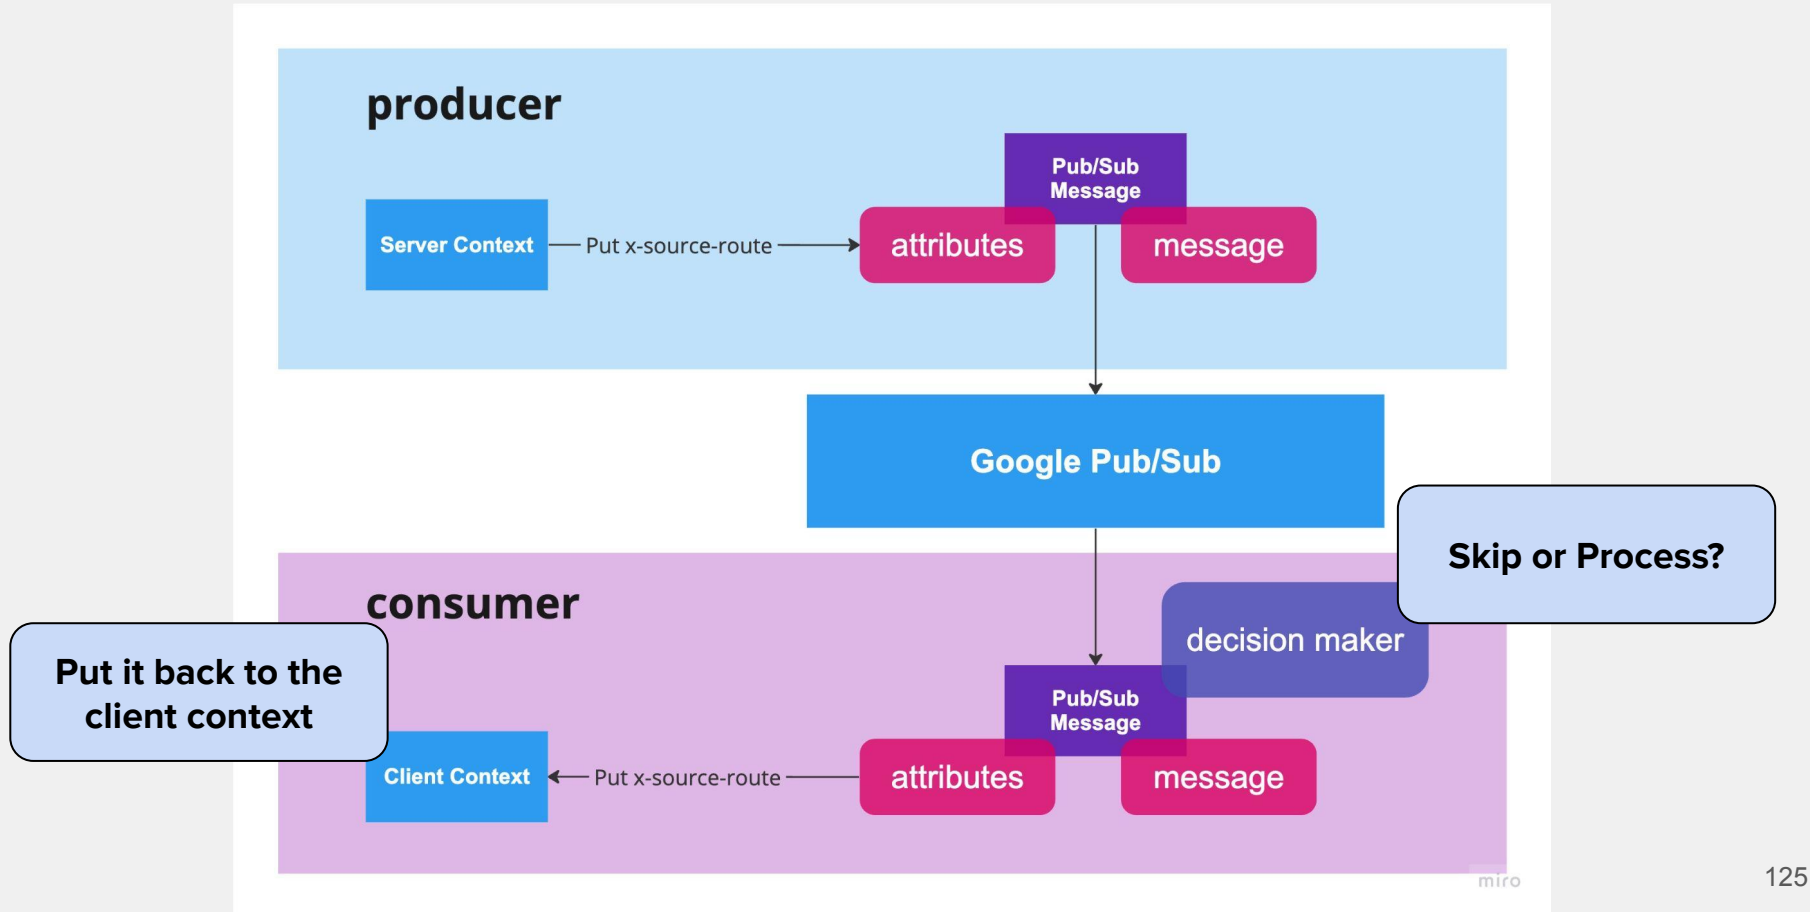 producer
Pub/Sub
Message
Server Context
Put x-source-route
attributes
message
Google Pub/Sub
Skip or Process?
consumer
decision maker
Put it back to the
client context
Pub/Sub
Message
Client Context
Put x-source-route
attributes
message
miro
125